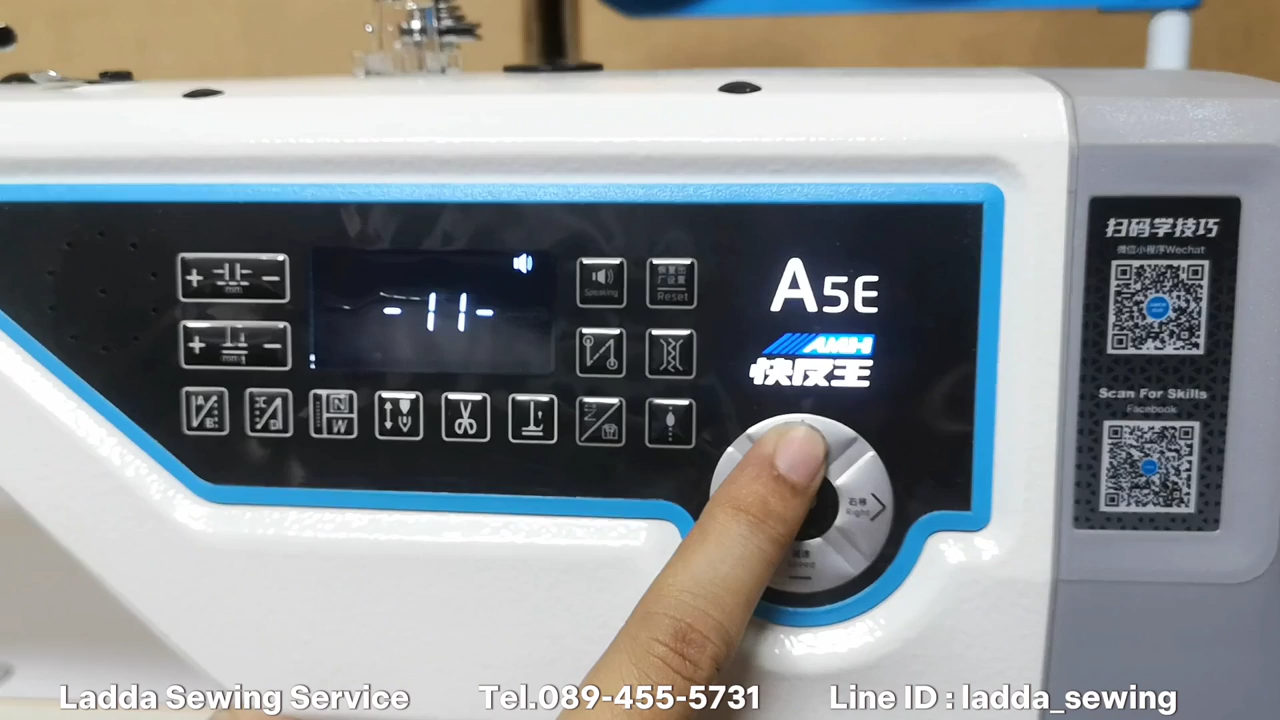 扫码学技巧
微信小程序Wechat
Scan For Skills
Facebook
A5E
AMH
快反王
+ - mm
-11-
Speaking
恢复出
厂设置
Reset
+ -
A/B
C/D
N
W
右移
Right
Ladda Sewing Service Tel.089-455-5731 Line ID : ladda_sewing